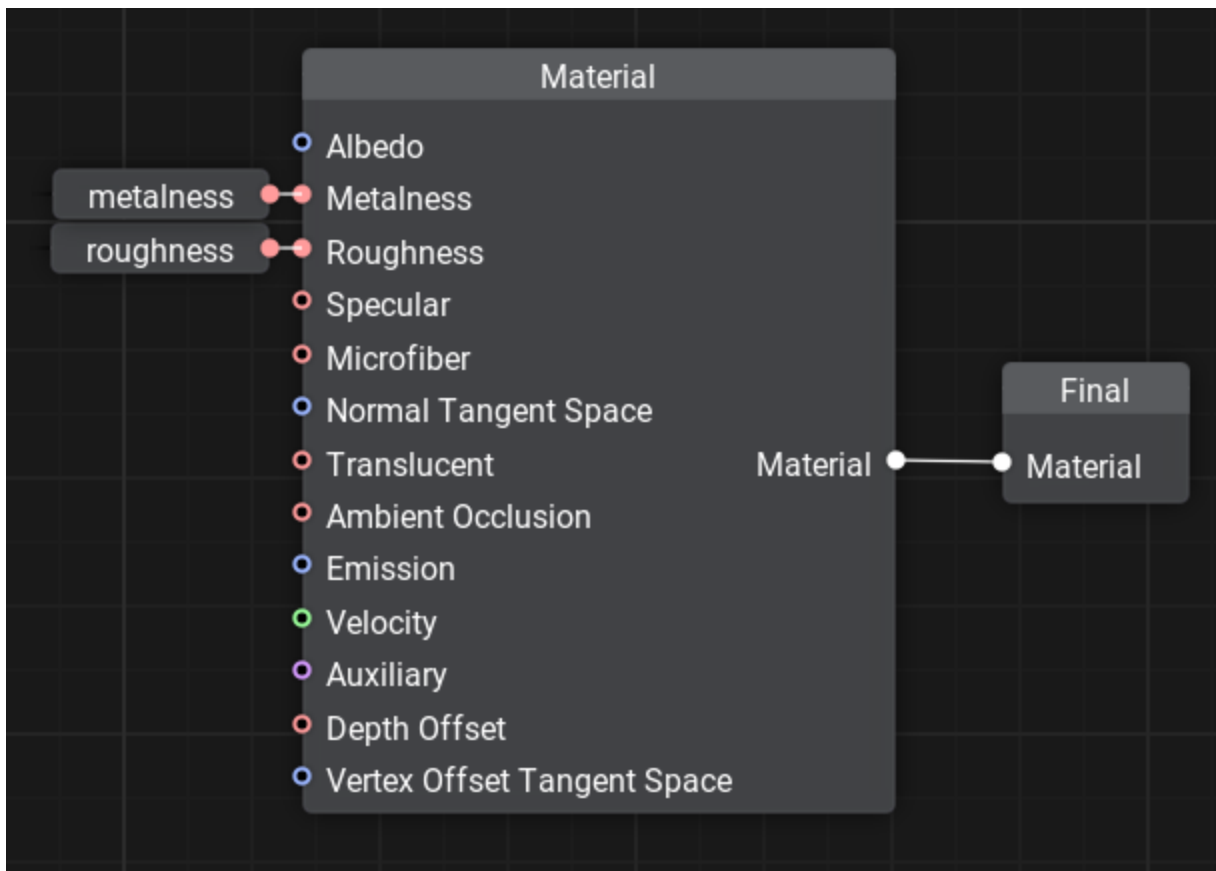 Material
Albedo
metalness
Metalness
roughness
Roughness
Specular
Microfiber
Normal Tangent Space
Translucent
Material
Ambient Occlusion
Emission
Velocity
Auxiliary
Depth Offset
Vertex Offset Tangent Space
Final
Material